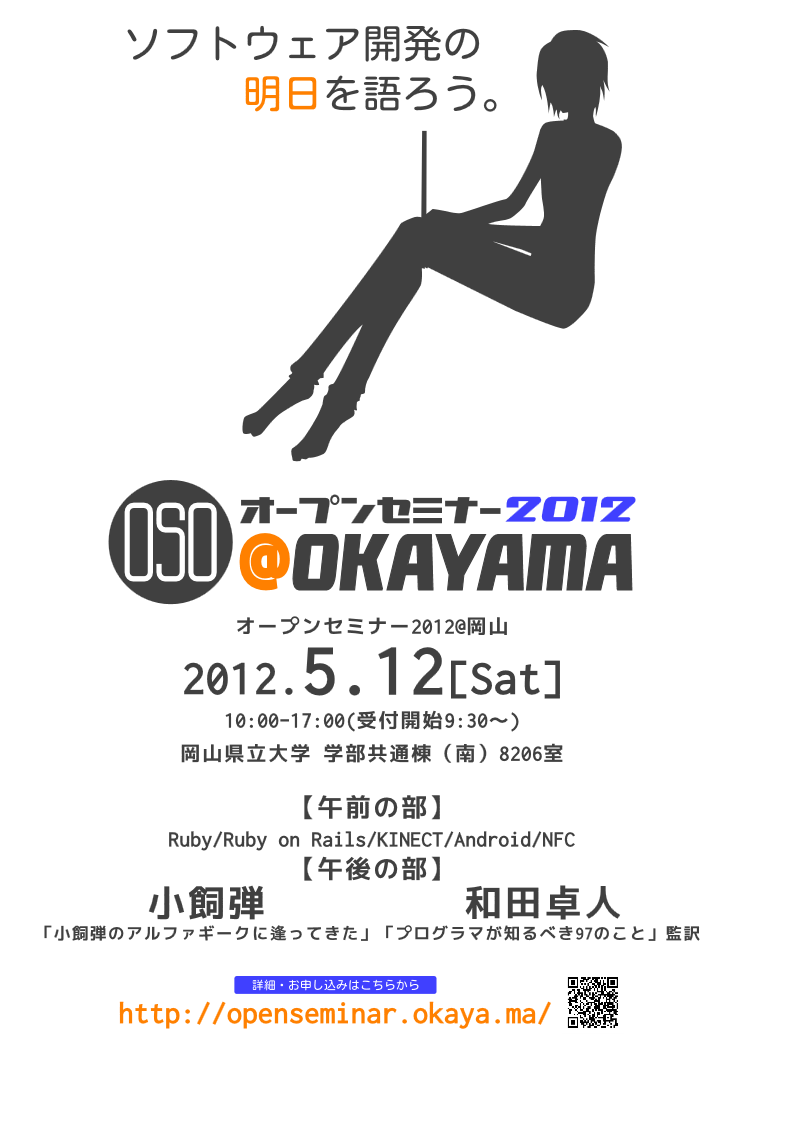 ソフトウェア開発の
明日を語ろう。
OSO
オープンセミナー2012
@OKAYAMA
オープンセミナー2012@岡山
2012.5.12[Sat]
10:00-17:00(受付開始9:30〜)
岡山県立大学 学部共通棟（南）8206室
【午前の部】
Ruby/Ruby on Rails/KINECT/Android/NFC
【午後の部】
小飼弾 和田卓人
「小飼弾のアルファギークに逢ってきた」「プログラマが知るべき97のこと」監訳
詳細・お申し込みはこちらから
http://openseminar.okaya.ma/